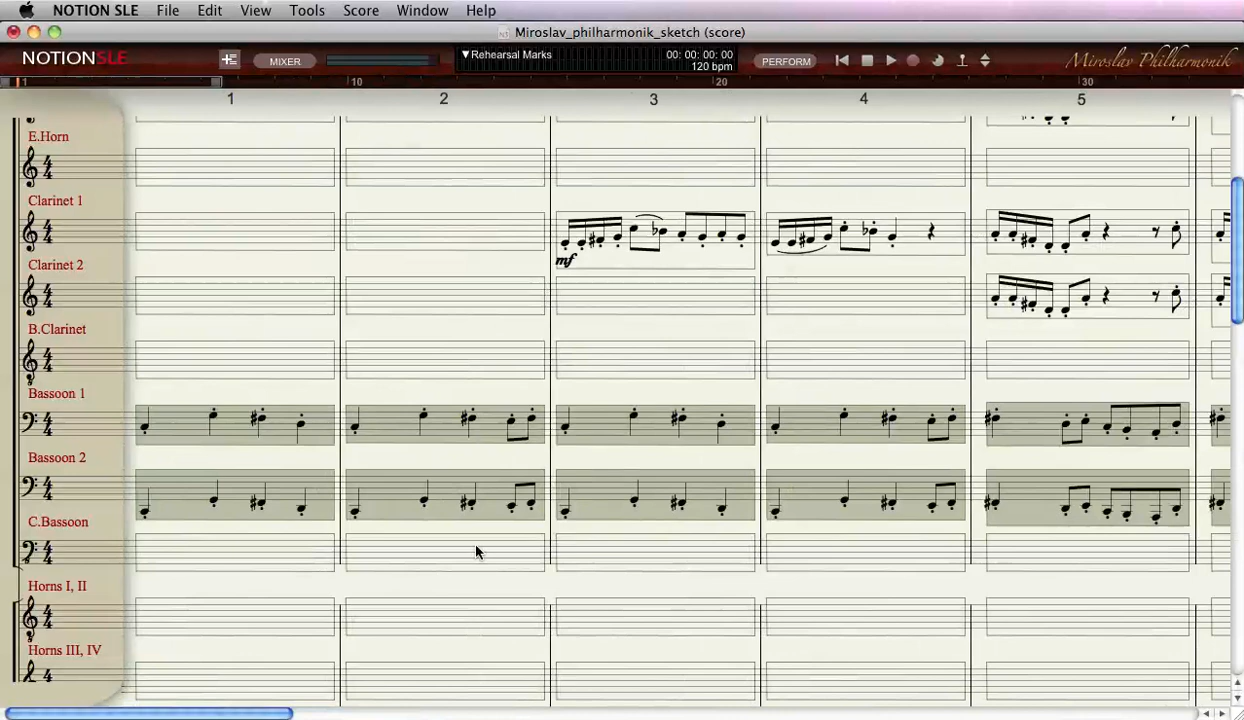 NOTION SLE File Edit View Tools Score Window Help
Miroslav_philharmonik_sketch (score)
NOTIONSLE MIXER ▼Rehearsal Marks 00: 00: 00: 00 PERFORM Miroslav Philharmonik
120 bpm
1 10 20 30
1 2 3 4 5
E.Horn
Clarinet 1
mf
Clarinet 2
B.Clarinet
Bassoon 1
Bassoon 2
C.Bassoon
Horns I, II
Horns III, IV